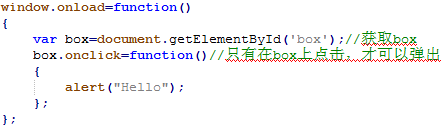 window.onload=function()
{
    var box=document.getElementById('box');//获取box
    box.onclick=function()//只有在box上点击，才可以弹出
    {
        alert("Hello");
    };
};